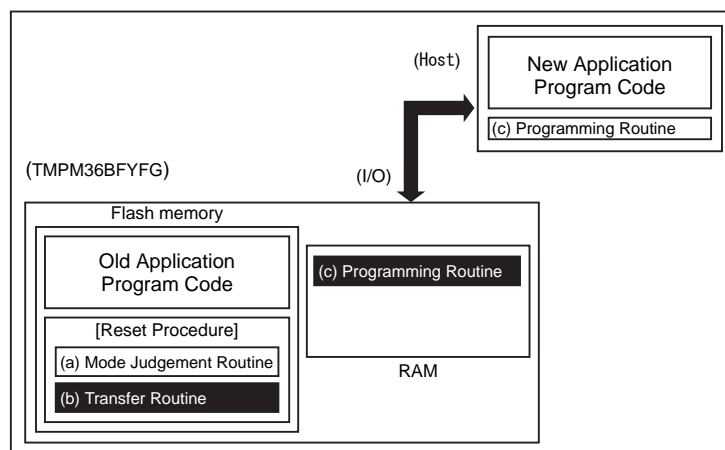 (Host)
New Application
Program Code
(c) Programming Routine
(TMPM36BFYFG)
(I/O)
Flash memory
Old Application
Program Code
[Reset Procedure]
(a) Mode Judgement Routine
(b) Transfer Routine
(c) Programming Routine
RAM